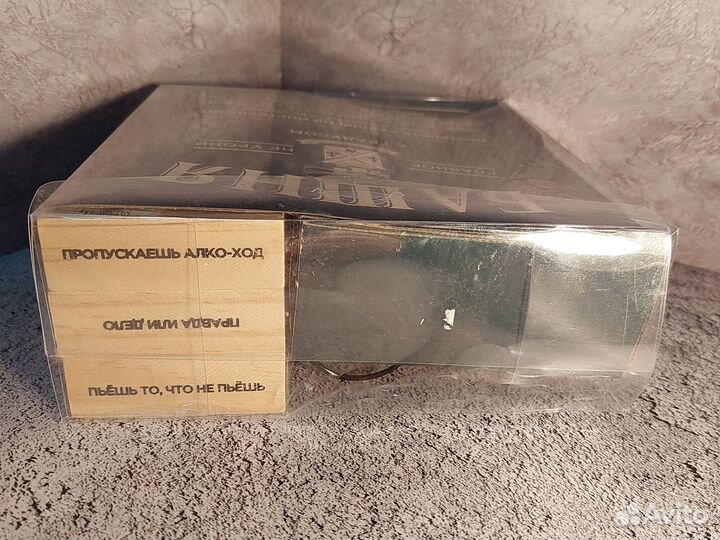 НЕ УРОНИ
ГЛАВНОЕ
БАШНЯ
ПРОПУСКАЕШЬ АЛКО-ХОД
ПРАВДА ИЛИ ДЕЛО
ПЬЁШЬ ТО, ЧТО НЕ ПЬЁШЬ
Avito